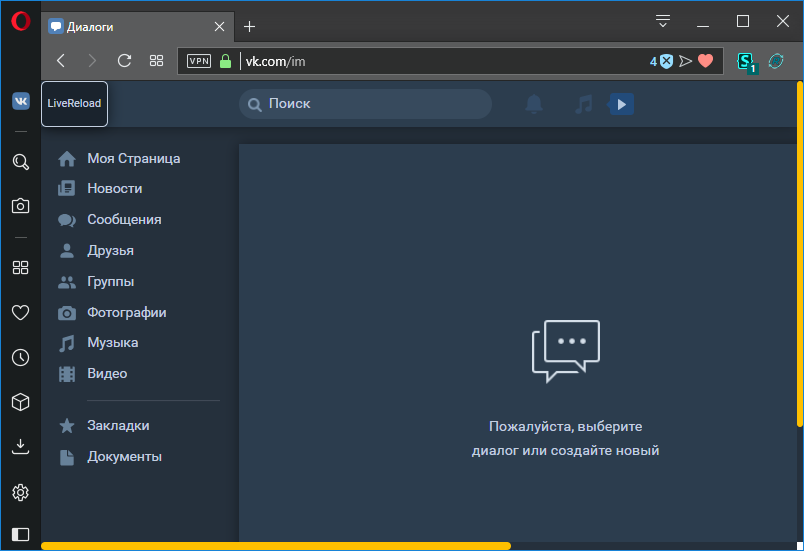 Диалоги
VPN
vk.com/im
4
S
1
LiveReload
Поиск
Моя Страница
Новости
Сообщения
Друзья
Группы
Фотографии
Музыка
Видео
Закладки
Документы
Пожалуйста, выберите
диалог или создайте новый